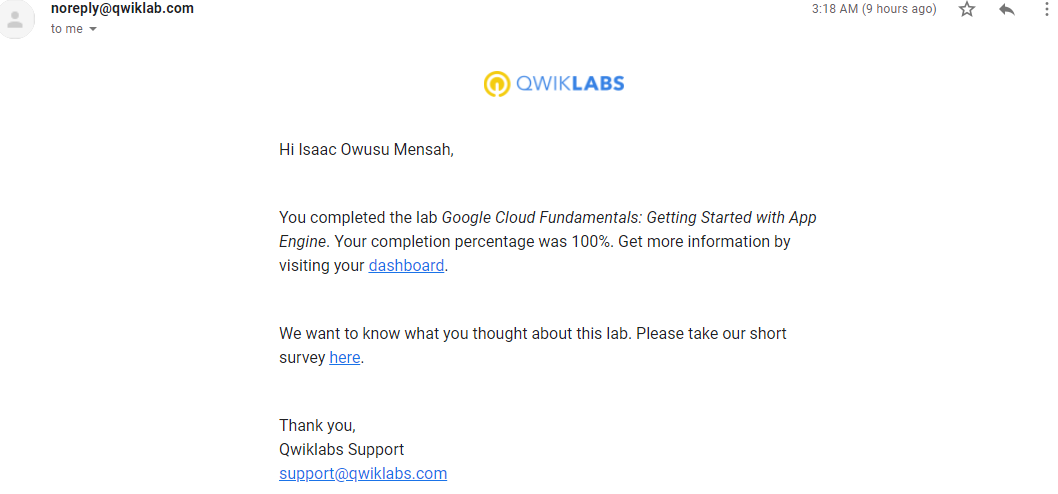 noreply@qwiklab.com
3:18 AM (9 hours ago)
to me
QWIKLABS
Hi Isaac Owusu Mensah,
You completed the lab Google Cloud Fundamentals: Getting Started with App
Engine. Your completion percentage was 100%. Get more information by
visiting your dashboard.
We want to know what you thought about this lab. Please take our short
survey here.
Thank you,
Qwiklabs Support
support@qwiklabs.com